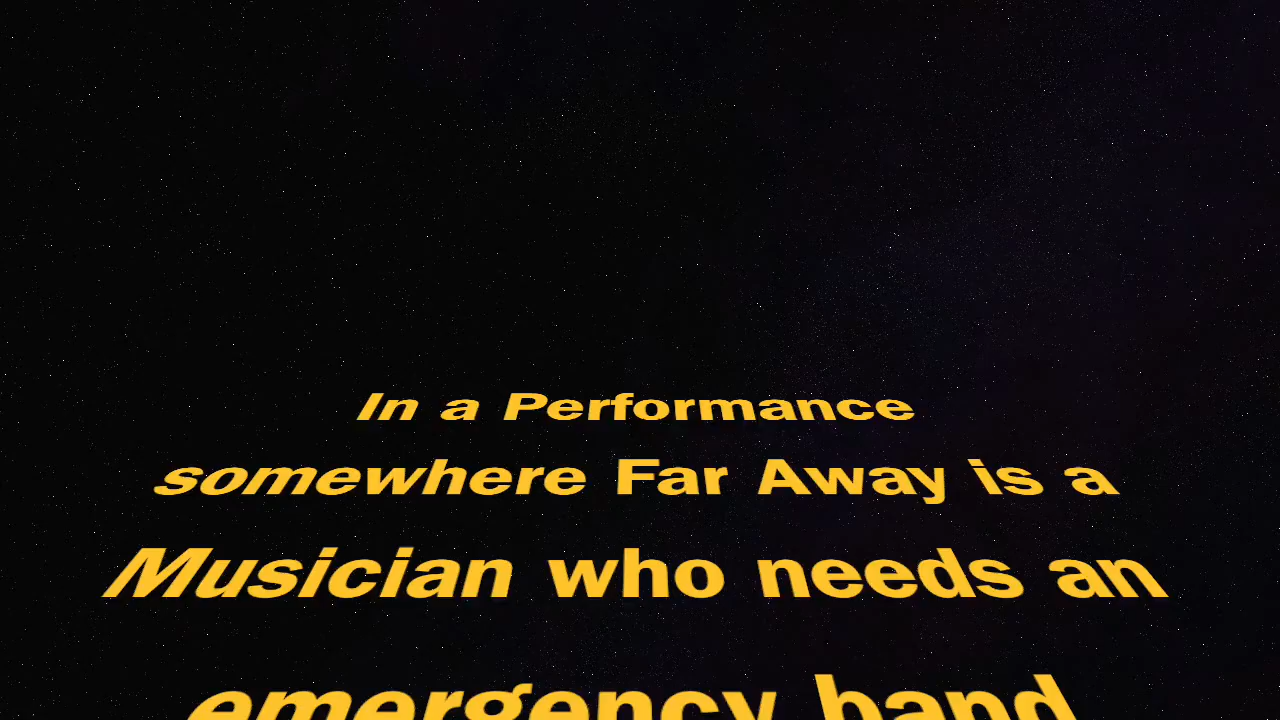 In a Performance
somewhere Far Away is a
Musician who needs an
emergency band